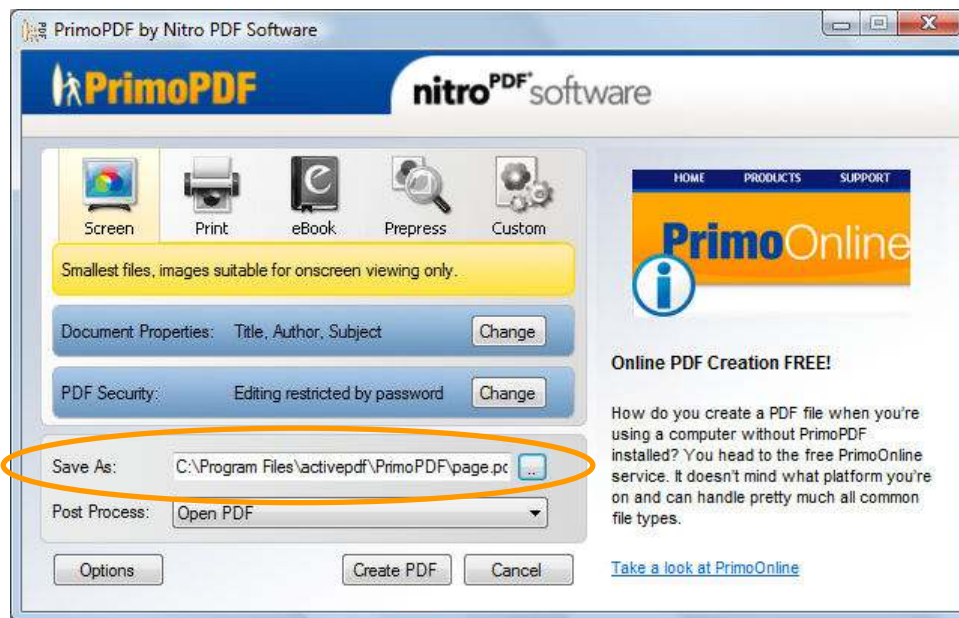 PrimoPDF by Nitro PDF Software
PrimoPDF
nitro PDF® software
Screen
Print
eBook
Prepress
Custom
Smallest files, images suitable for onscreen viewing only.
Document Properties: Title, Author, Subject Change
PDF Security: Editing restricted by password Change
Save As: C:\Program Files\activepdf\PrimoPDF\page.pc ..
Post Process: Open PDF
Options
Create PDF
Cancel
HOME PRODUCTS SUPPORT
PrimoOnline
Online PDF Creation FREE!
How do you create a PDF file when you're
using a computer without PrimoPDF
installed? You head to the free PrimoOnline
service. It doesn't mind what platform you're
on and can handle pretty much all common
file types.
Take a look at PrimoOnline